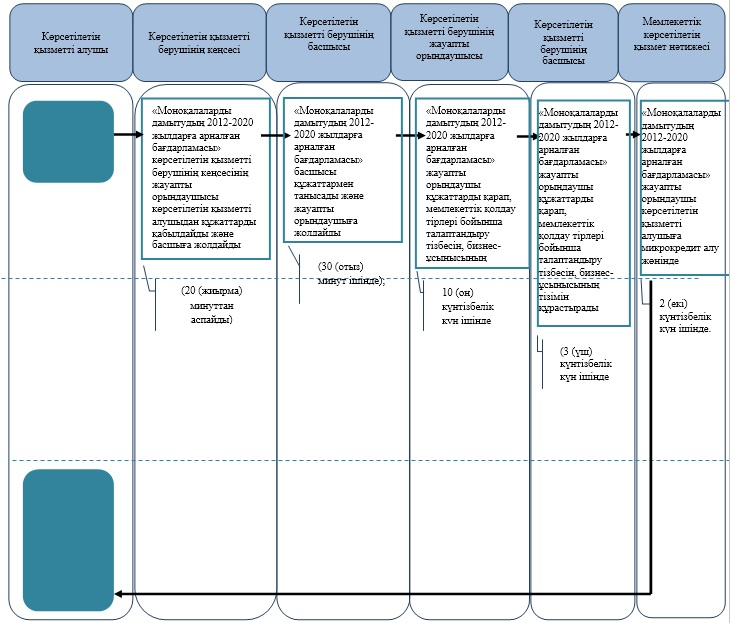 Көрсетілетін
қызметті алушы
Көрсетілетін қызметті
берушінің кеңсесі
Көрсетілетін
қызметті берушінің
басшысы
Көрсетілетін
қызметті берушінің
жауапты
орындаушысы
Көрсетілетін
қызметті
берушінің
басшысы
Мемлекеттік
көрсетілетін
қызмет нәтижесі
«Моноқалаларды
дамытудың 2012-2020
жылдарға арналған
бағдарламасы»
көрсетілетін қызметті
берушінің кеңсесінің
жауапты
орындаушысы
көрсетілетін қызметті
алушыдан құжаттарды
қабылдайды және
басшыға жолдайды
«Моноқалаларды
дамытудың 2012-
2020 жылдарға
арналған
бағдарламасы»
басшысы
құжаттармен
танысады және
жауапты
орындаушыға
жолдайды
«Моноқалаларды
дамытудың 2012-
2020 жылдарға
арналған
бағдарламасы»
жауапты
орындаушы
құжаттарды қарап,
мемлекеттік қолдау
тірлері бойынша
талаптандыру
тізбесін, бизнес-
ұсынысының
«Моноқалаларды
дамытудың 2012-
2020 жылдарға
арналған
бағдарламасы»
жауапты
орындаушы
құжаттарды
қарап,
мемлекеттік
қолдау тірлері
бойынша
талаптандыру
тізбесін, бизнес-
ұсынысының
тізімін
құрастырады
«Моноқалаларды
дамытудың
2012-2020
жылдарға
арналған
бағдарламасы»
жауапты
орындаушы
көрсетілетін
қызметті
алушыға
микрокредит алу
жөнінде
(20 (жиырма)
минуттан
аспайды)
(30 (отыз)
минут ішінде);
10 (он)
күнтізбелік
күн ішінде
(3 (үш)
күнтізбелік
күн ішінде
2 (екі)
күнтізбелік
күн ішінде.